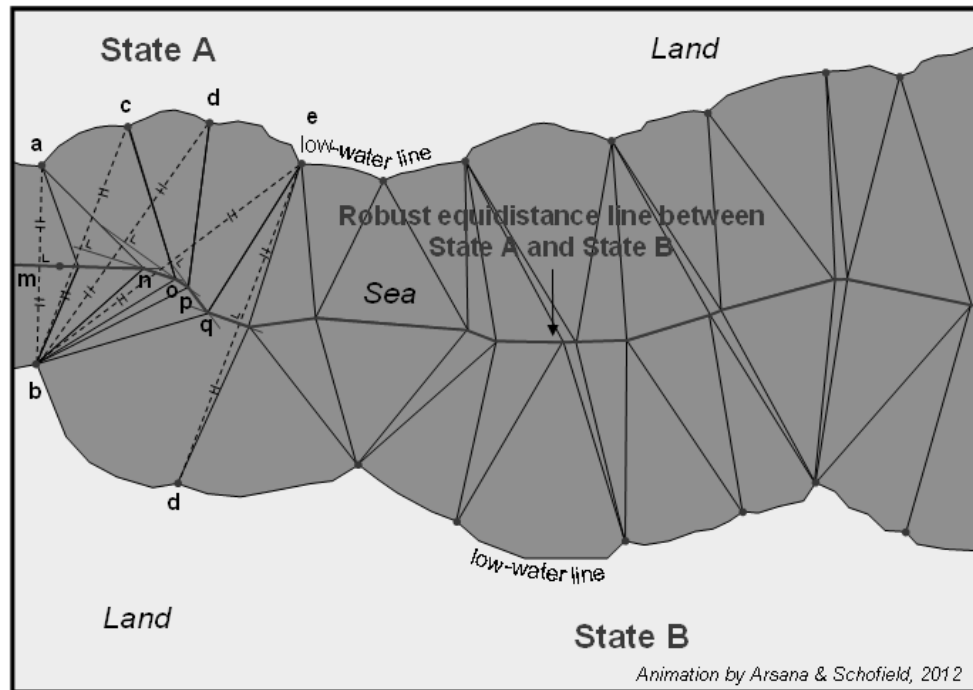 State A
Land
c
d
a
e
low-water line
Robust equidistance line between
State A and State B
m
n
o
p
q
Sea
b
d
low-water line
Land
State B
Animation by Arsana & Schofield, 2012